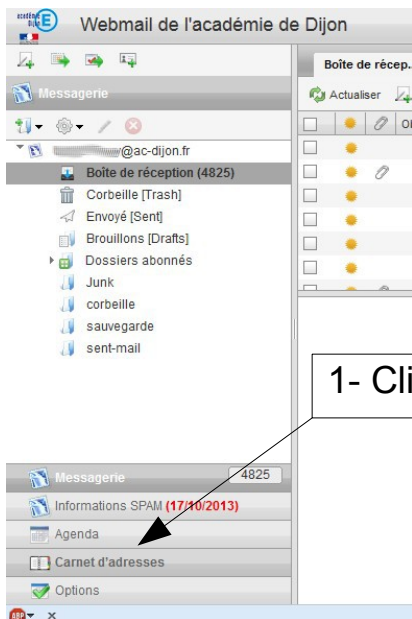 Webmail de l'académie de Dijon
Messagerie
@ac-dijon.fr
Boîte de réception (4825)
Corbeille [Trash]
Envoyé [Sent]
Brouillons [Drafts]
Dossiers abonnés
Junk
corbeille
sauvegarde
sent-mail
Messagerie 4825
Informations SPAM (17/10/2013)
Agenda
Carnet d'adresses
Options
ABP
Boîte de récep..
Actualiser
1- Cli